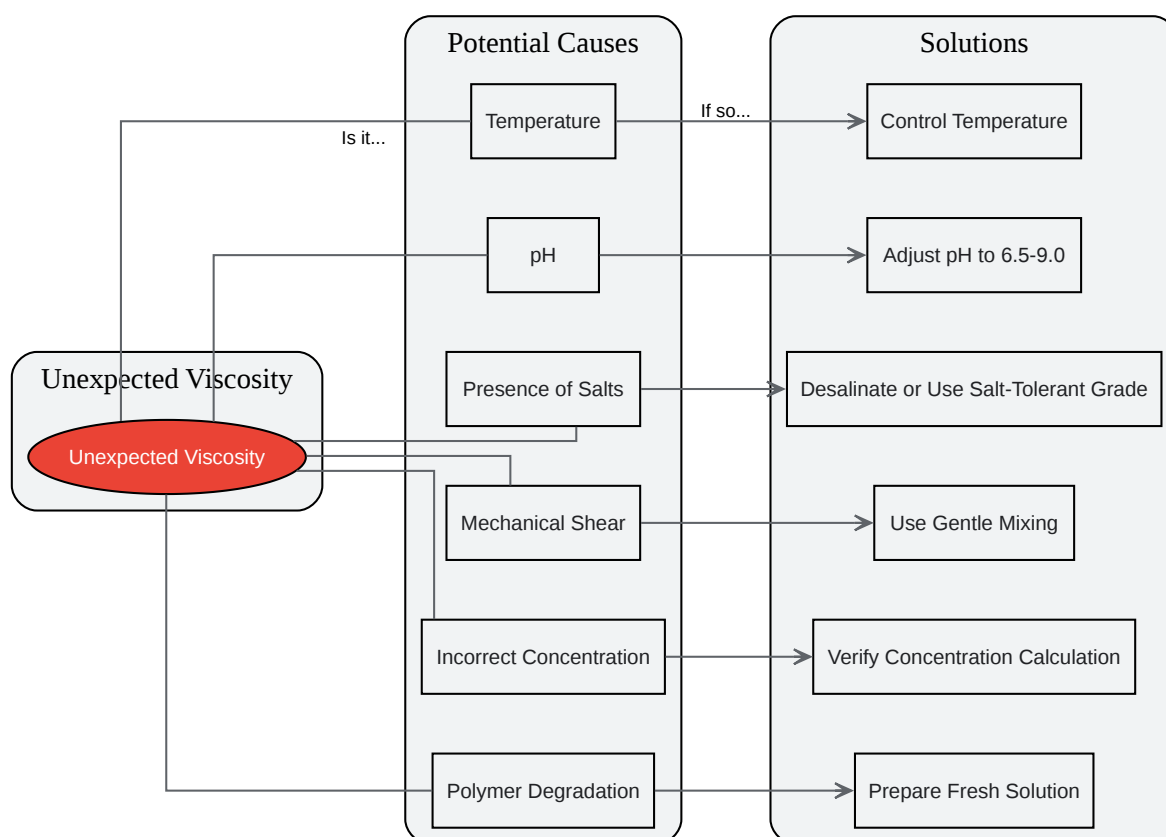 Potential Causes
Solutions
Temperature
If so...
Control Temperature
Is it...
pH
Adjust pH to 6.5-9.0
Unexpected Viscosity
Presence of Salts
Desalinate or Use Salt-Tolerant Grade
Unexpected Viscosity
Mechanical Shear
Use Gentle Mixing
Incorrect Concentration
Verify Concentration Calculation
Polymer Degradation
Prepare Fresh Solution